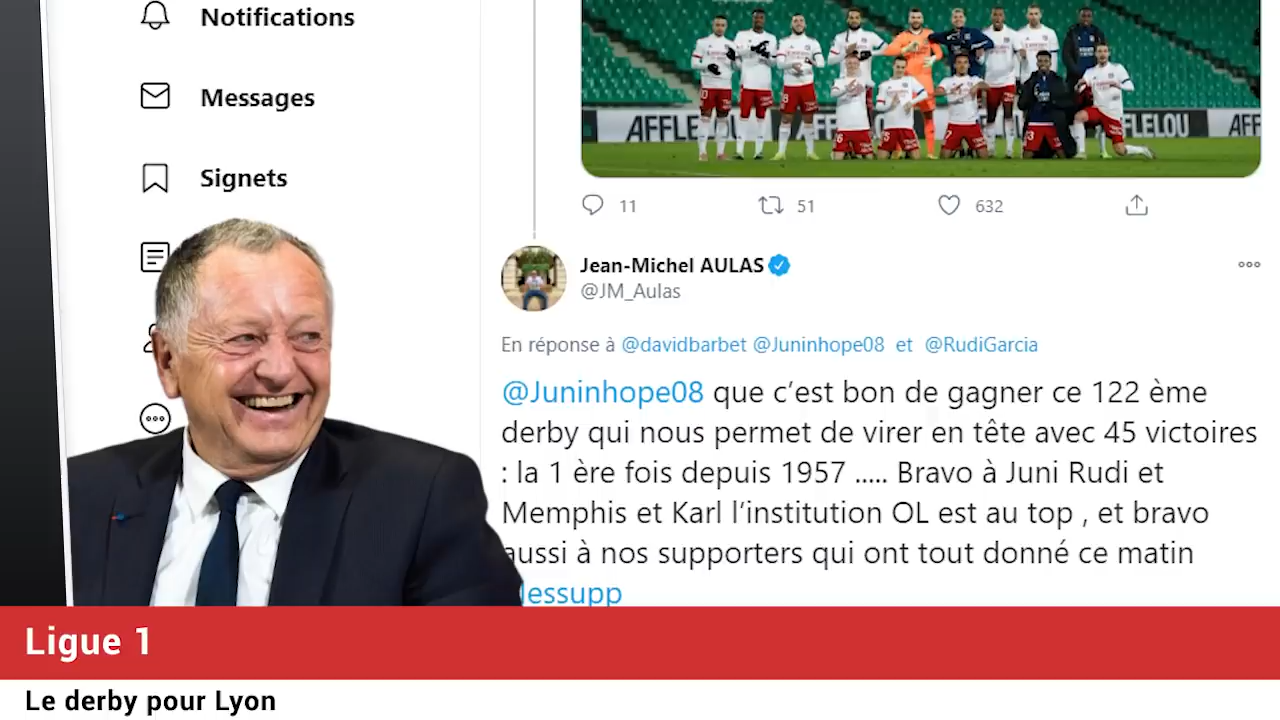 Notifications
Messages
Signets
AFFLELOU
AFF
11
51
632
Jean-Michel AULAS
@JM_Aulas
En réponse à @davidbarbet @Juninhope08 et @RudiGarcia
@Juninhope08 que c’est bon de gagner ce 122 ème
derby qui nous permet de virer en tête avec 45 victoires
: la 1 ère fois depuis 1957 ..... Bravo à Juni Rudi et
Memphis et Karl l’institution OL est au top , et bravo
aussi à nos supporters qui ont tout donné ce matin
lessupp
Ligue 1
Le derby pour Lyon